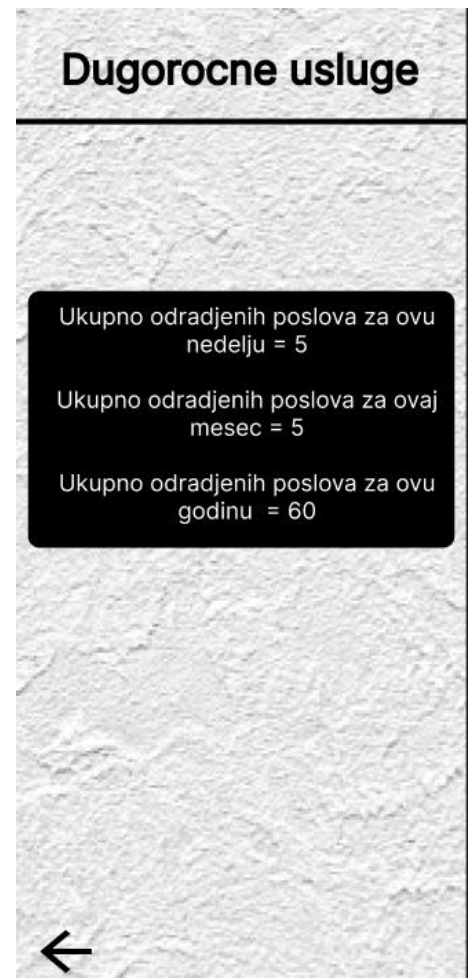 Dugorocne usluge
Ukupno odradjenih poslova za ovu
nedelju = 5
Ukupno odradjenih poslova za ovaj
mesec = 5
Ukupno odradjenih poslova za ovu
godinu  = 60